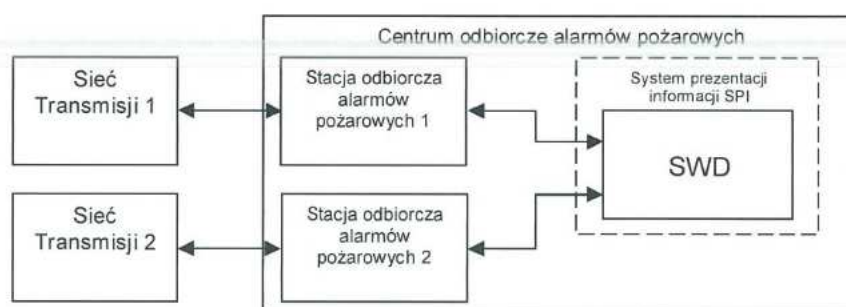 Centrum odbiorcze alarmów pożarowych
Sieć
Transmisji 1
Stacja odbiorcza
alarmów
pożarowych 1
System prezentacji
informacji SPI
SWD
Sieć
Transmisji 2
Stacja odbiorcza
alarmów
pożarowych 2